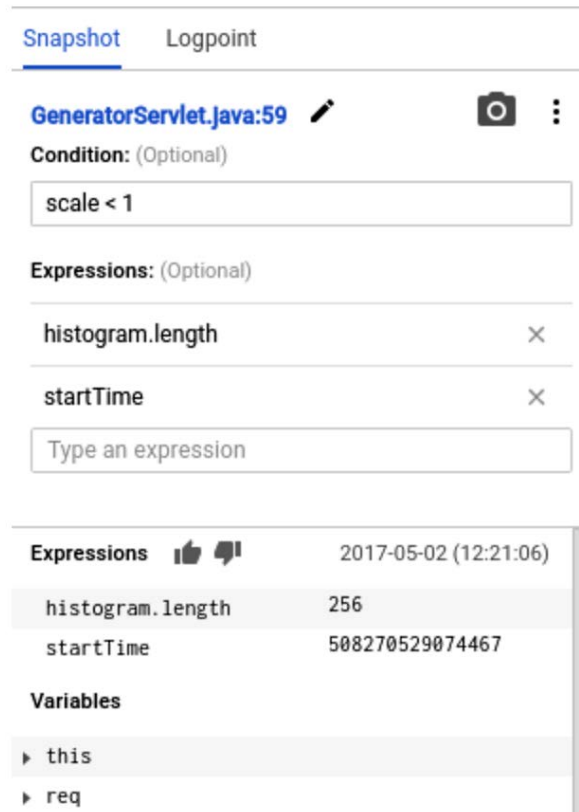 Snapshot Logpoint
GeneratorServlet.java:59
Condition: (Optional)
scale < 1
Expressions: (Optional)
histogram.length ×
startTime ×
Type an expression
Expressions 2017-05-02 (12:21:06)
histogram.length 256
startTime 508270529074467
Variables
this
req